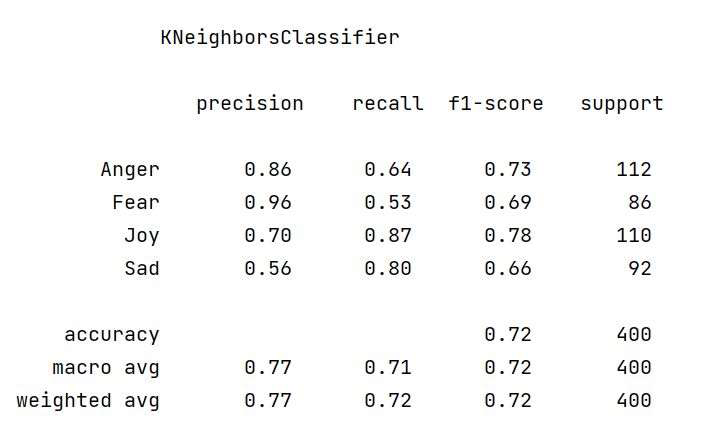 KNeighborsClassifier
precision recall f1-score support
Anger 0.86 0.64 0.73 112
Fear 0.96 0.53 0.69 86
Joy 0.70 0.87 0.78 110
Sad 0.56 0.80 0.66 92
accuracy 0.72 400
macro avg 0.77 0.71 0.72 400
weighted avg 0.77 0.72 0.72 400